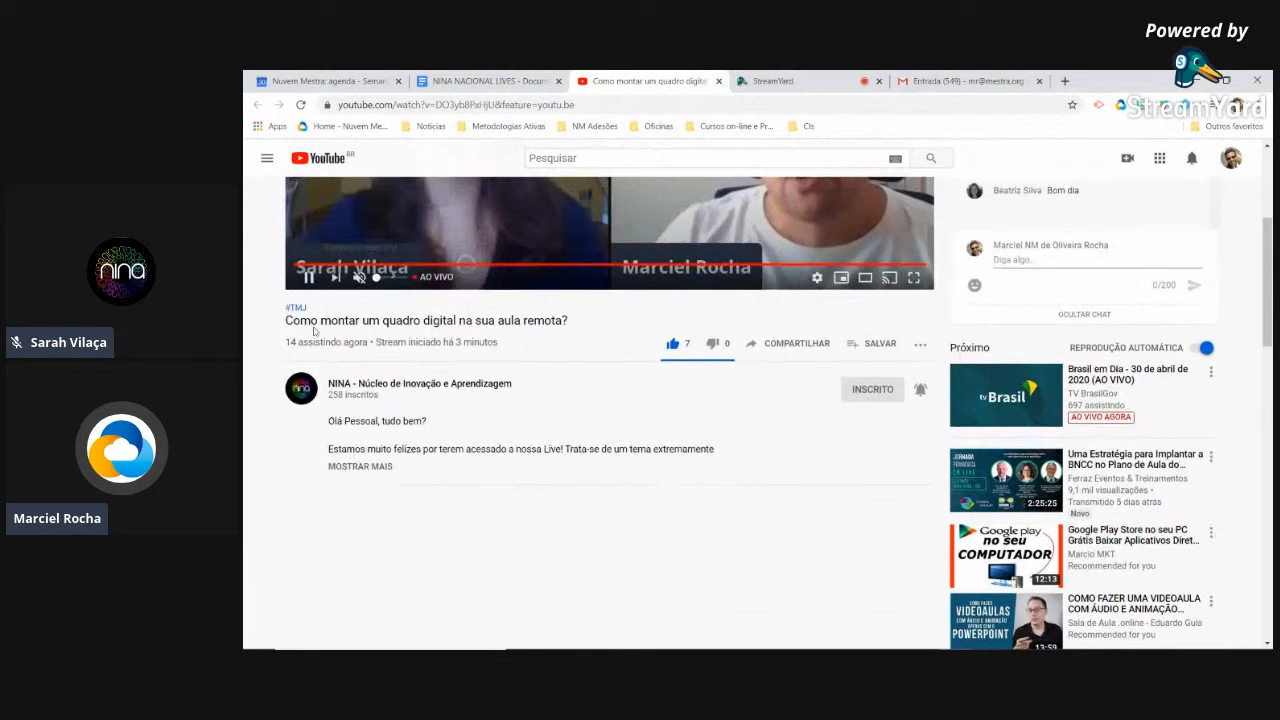 Powered by
StreamYard
Nuvem Mestra: agenda - Seman
NINA NACIONAL LIVES - Docum
Como montar um quadro digital
StreamYard
Entrada (549) - mr@mestra.org
youtube.com/watch?v=DO3yb8PxHjU&feature=youtu.be
Apps
Home - Nuvem Me...
Noticias
Metodologias Ativas
NM Adesões
Oficinas
Cursos on-line e Pr...
Cls
Outros favoritos
YouTube BR
Pesquisar
Beatriz Silva Bom dia
Marciel NM de Oliveira Rocha
Diga algo...
0/200
OCULTAR CHAT
Sarah Vilaça
Marciel Rocha
AO VIVO
#TMJ
Como montar um quadro digital na sua aula remota?
14 assistindo agora • Stream iniciado há 3 minutos
7
0
COMPARTILHAR
SALVAR
NINA - Núcleo de Inovação e Aprendizagem
258 inscritos
INSCRITO
Olá Pessoal, tudo bem?
Estamos muito felizes por terem acessado a nossa Live! Trata-se de um tema extremamente
MOSTRAR MAIS
Próximo
REPRODUÇÃO AUTOMÁTICA
tv Brasil
Brasil em Dia - 30 de abril de
2020 (AO VIVO)
TV BrasilGov
697 assistindo
AO VIVO AGORA
2:25:25
Uma Estratégia para Implantar a
BNCC no Plano de Aula do...
Ferraz Eventos & Treinamentos
9,1 mil visualizações •
Transmitido 5 dias atrás
Novo
Google play
no seu
COMPUTADOR
12:13
Google Play Store no seu PC
Grátis Baixar Aplicativos Diret...
Marcio MKT
Recommended for you
COMO FAZER
VIDEOAULAS
COM ÁUDIO E ANIMAÇÃO
POWERPOINT
13:59
COMO FAZER UMA VIDEOAULA
COM ÁUDIO E ANIMAÇÃO...
Sala de Aula .online - Eduardo Guia
Recommended for you
nina
Sarah Vilaça
Marciel Rocha